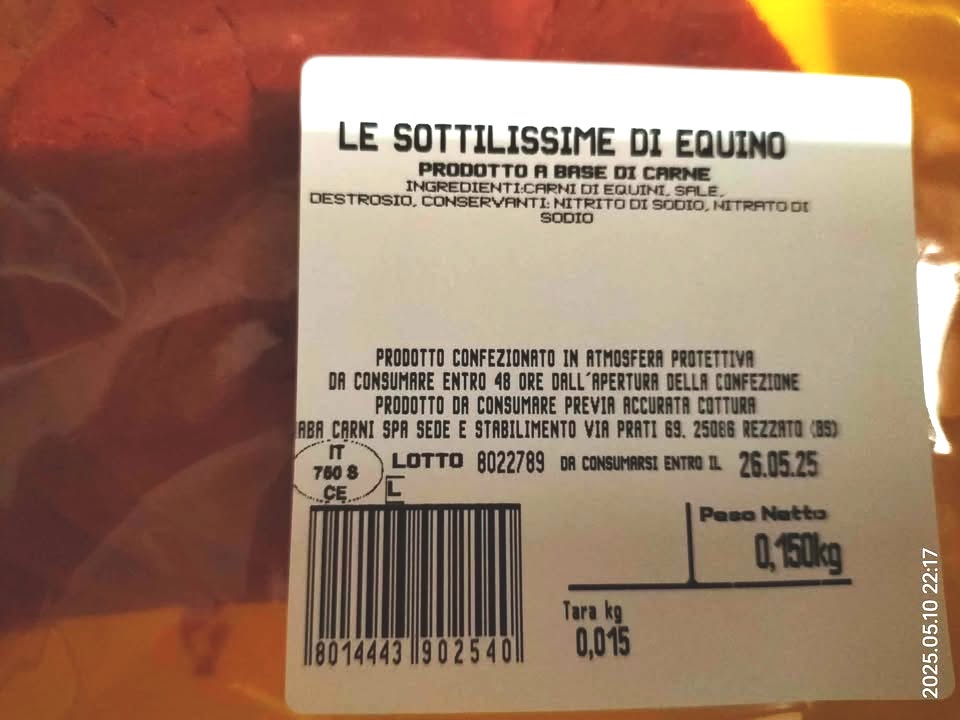 LE SOTTILISSIME DI EQUINO
PRODOTTO A BASE DI CARNE
INGREDIENTI:CARNI DI EQUINI, SALE,
DESTROSIO, CONSERVANTI: NITRITO DI SODIO, NITRATO DI
SODIO
PRODOTTO CONFEZIONATO IN ATMOSFERA PROTETTIVA
DA CONSUMARE ENTRO 48 ORE DALL'APERTURA DELLA CONFEZIONE
PRODOTTO DA CONSUMARE PREVIA ACCURATA COTTURA
ABA CARNI SPA SEDE E STABILIMENTO VIA PRATI 69. 25086 REZZATO (BS)
IT
750 S
CE
L
LOTTO 8022789 DA CONSUMARSI ENTRO IL 26.05.25
Peso Netto
0,150kg
Tara kg
0,015
8014443 902540
2025.05.10 22:17